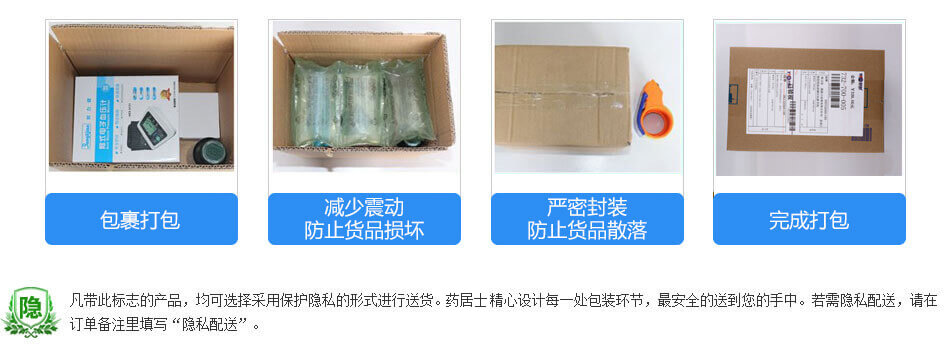 包裹打包
减少震动
防止货品损坏
严密封装
防止货品散落
完成打包
隐
凡带此标志的产品，均可选择采用保护隐私的形式进行送货。药居士精心设计每一处包装环节，最安全的送到您的手中。若需隐私配送，请在
订单备注里填写“隐私配送”。